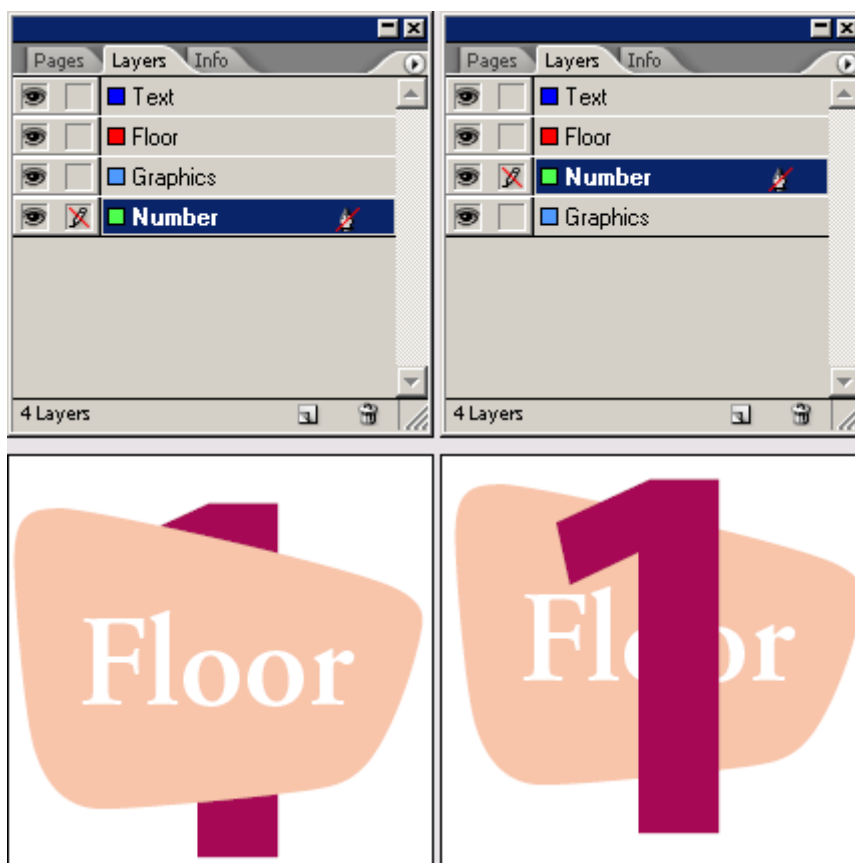 Pages Layers Info
Text
Floor
Graphics
Number
4 Layers
Pages Layers Info
Text
Floor
Number
Graphics
4 Layers
1
Floor
1
Floor